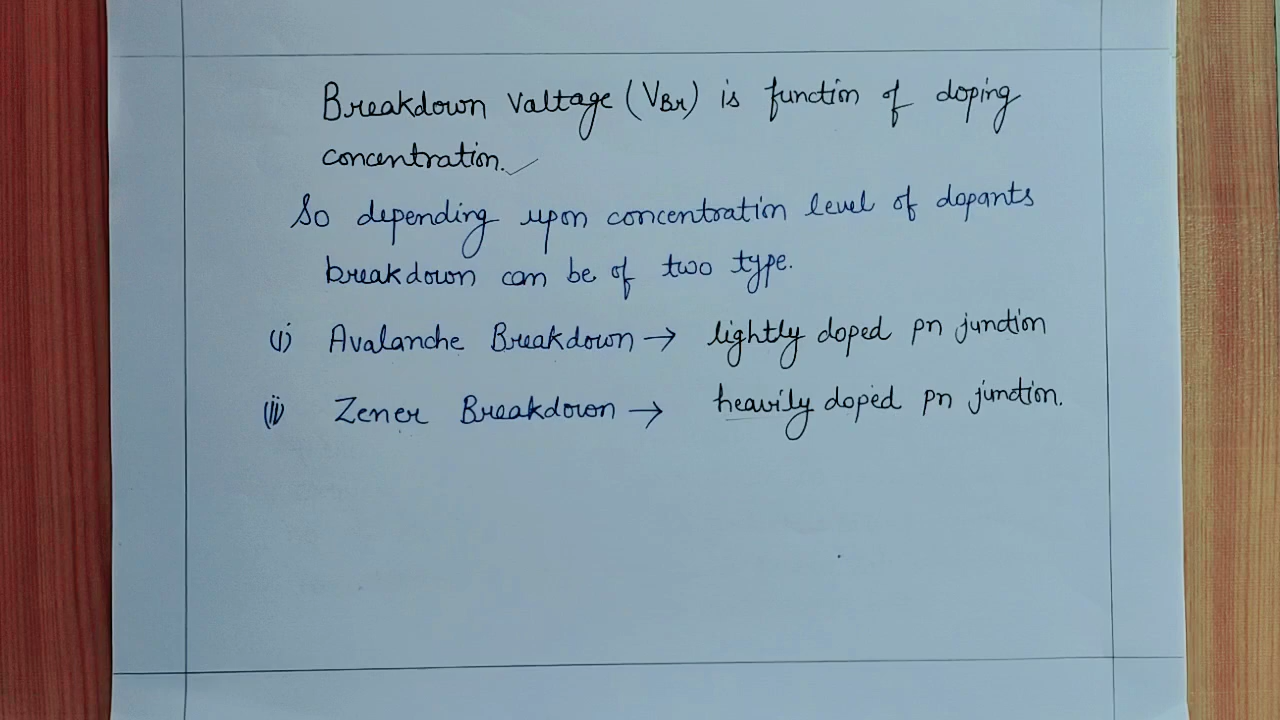 Breakdown Valtage (VBr) is function of doping
concentration.
So depending upon concentration level of dopants
breakdown can be of two type.
(i) Avalanche Breakdown → lightly doped pn junction
(ii) Zener Breakdown → heavily doped pn junction.